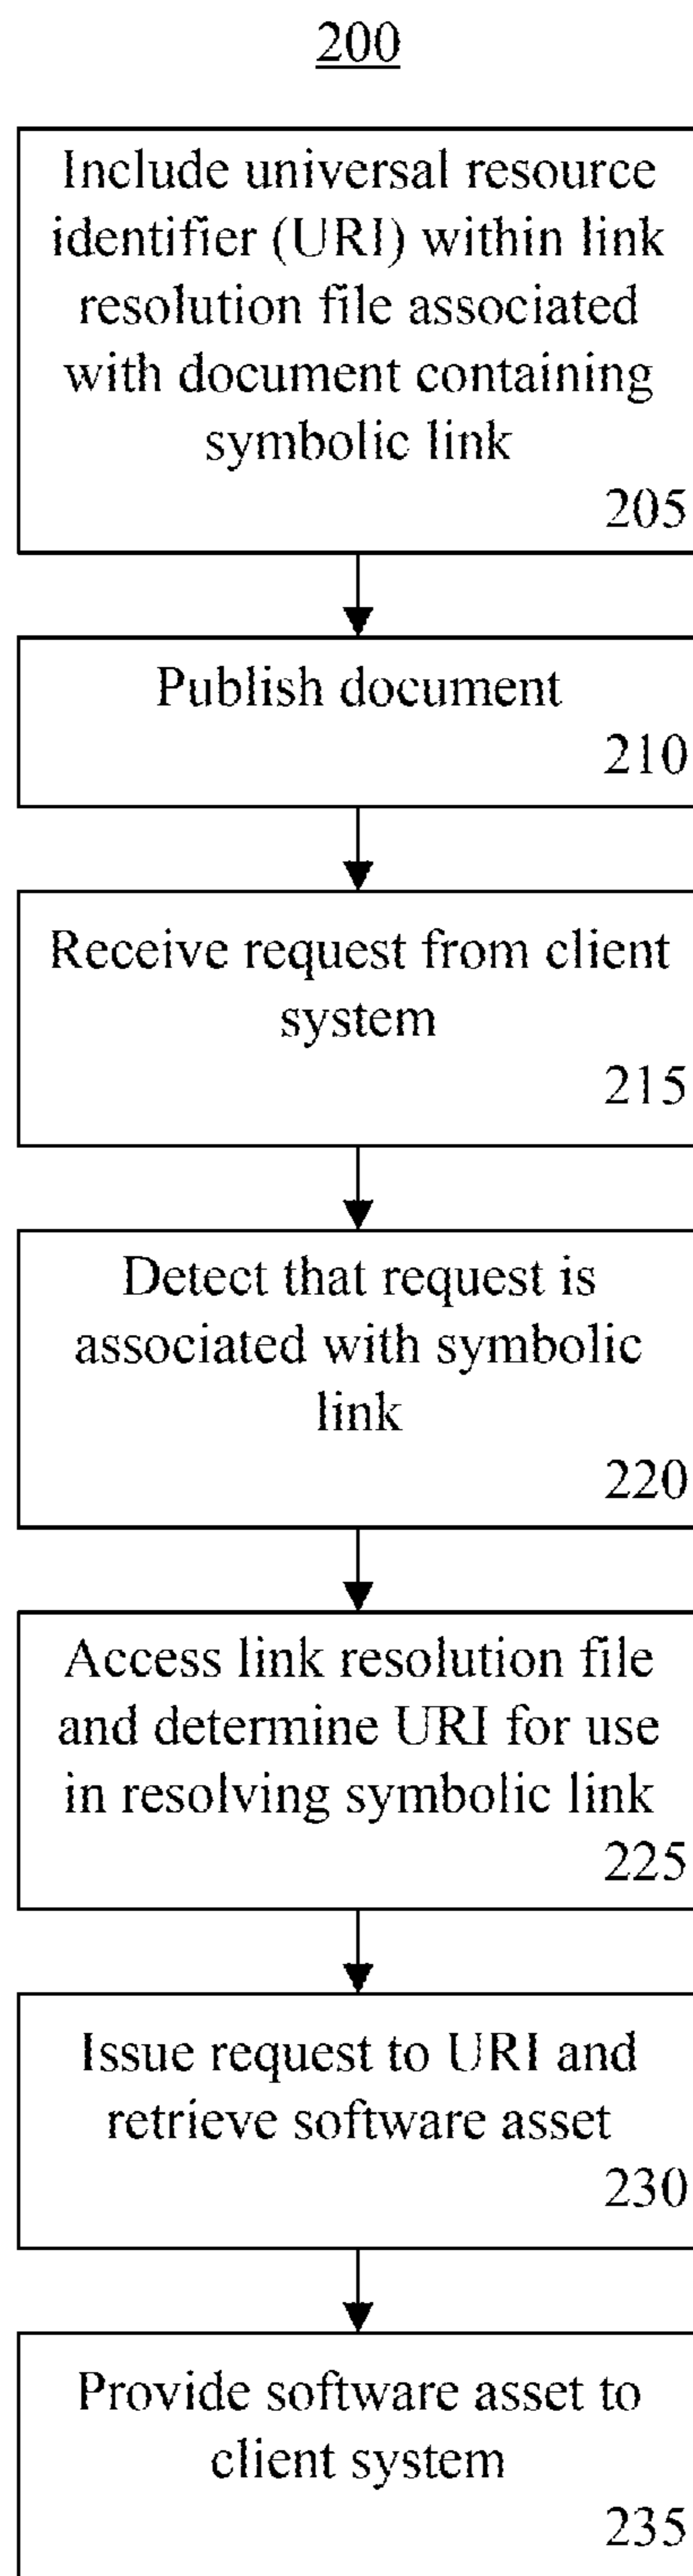 200
Include universal resource
identifier (URI) within link
resolution file associated
with document containing
symbolic link
205
Publish document
210
Receive request from client
system
215
Detect that request is
associated with symbolic
link
220
Access link resolution file
and determine URI for use
in resolving symbolic link
225
Issue request to URI and
retrieve software asset
230
Provide software asset to
client system
235